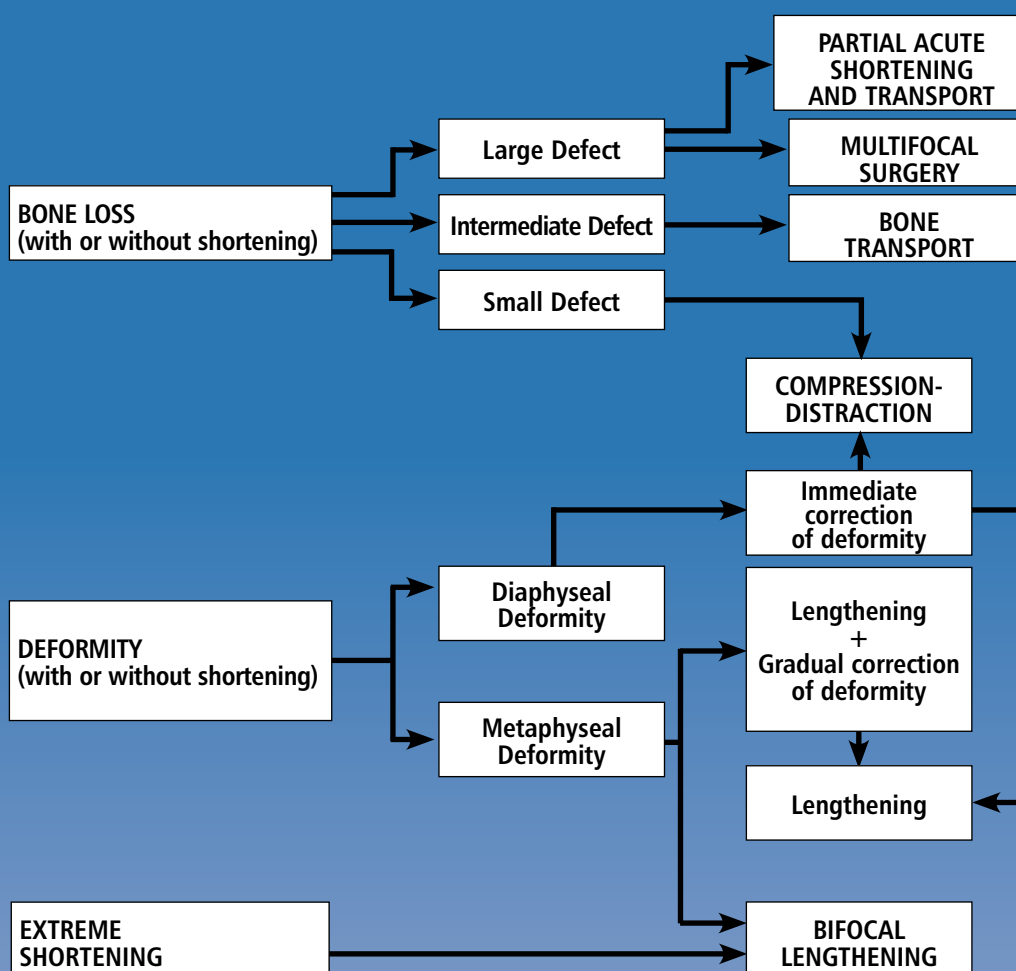 PARTIAL ACUTE
SHORTENING
AND TRANSPORT
Large Defect
MULTIFOCAL
SURGERY
BONE LOSS
(with or without shortening)
Intermediate Defect
BONE
TRANSPORT
Small Defect
COMPRESSION-
DISTRACTION
Immediate
correction
of deformity
Diaphyseal
Deformity
DEFORMITY
(with or without shortening)
Lengthening
+
Gradual correction
of deformity
Metaphyseal
Deformity
Lengthening
EXTREME
SHORTENING
BIFOCAL
LENGTHENING